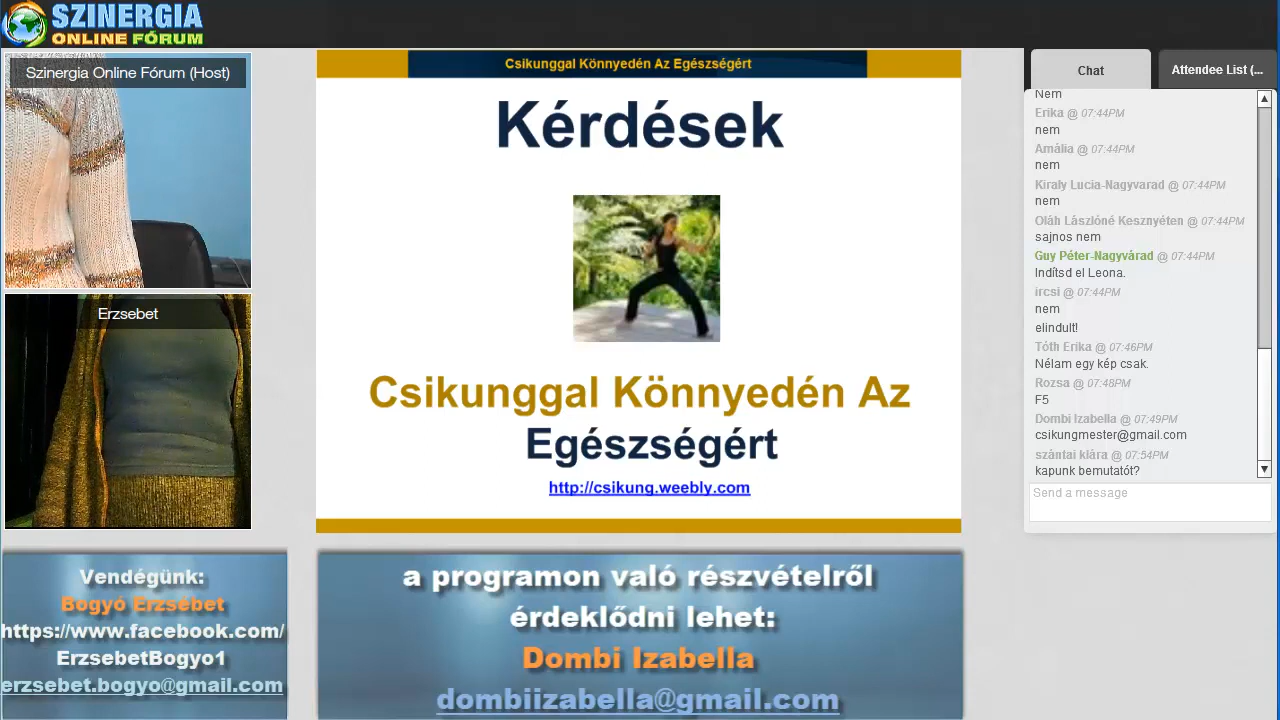 SZINERGIA
ONLINE FÓRUM
Szinergia Online Fórum (Host)
Erzsebet
Csikunggal Könnyedén Az Egészségért
Kérdések
Csikunggal Könnyedén Az
Egészségért
http://csikung.weebly.com
Chat
Attendee List (...
Nem
Erika @ 07:44PM
nem
Amália @ 07:44PM
nem
Kiraly Lucia-Nagyvarad @ 07:44PM
nem
Oláh Lászlóné Kesznyéten @ 07:44PM
sajnos nem
Guy Péter-Nagyvárad @ 07:44PM
Indítsd el Leona.
ircsi @ 07:44PM
nem
elindult!
Tóth Erika @ 07:46PM
Nélam egy kép csak.
Rozsa @ 07:48PM
F5
Dombi Izabella @ 07:49PM
csikungmester@gmail.com
szántai klára @ 07:54PM
kapunk bemutatót?
Send a message
Vendégünk:
Bogyó Erzsébet
https://www.facebook.com/
ErzsebetBogyo1
erzsebet.bogyo@gmail.com
a programon való részvételről
érdeklődni lehet:
Dombi Izabella
dombiizabella@gmail.com